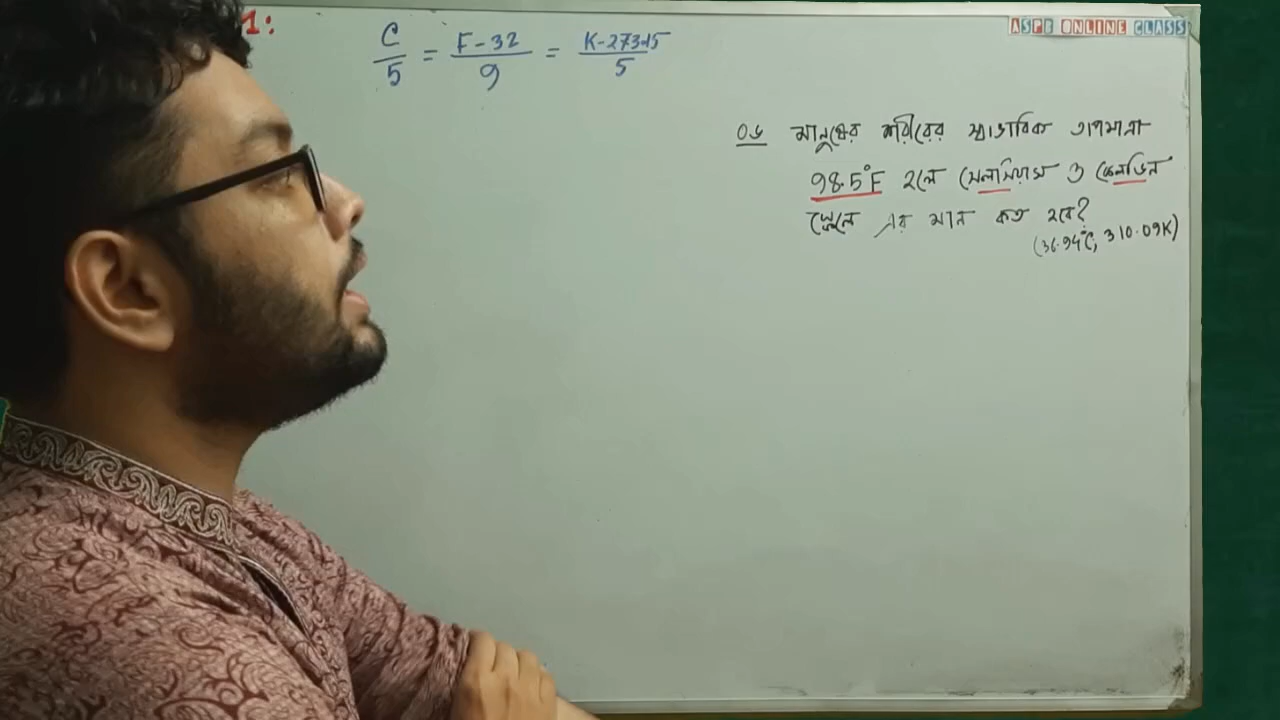 1:
C/5 = F-32/9 = K-273.15/5
ASPB ONLINE CLASS
০৬ মানুষের শরীরের স্বাভাবিক তাপমাত্রা
98.5°F হলে সেলসিয়াস ও কেলভিন
স্কেলে এর মান কত হবে?
(36.94°C, 310.09K)